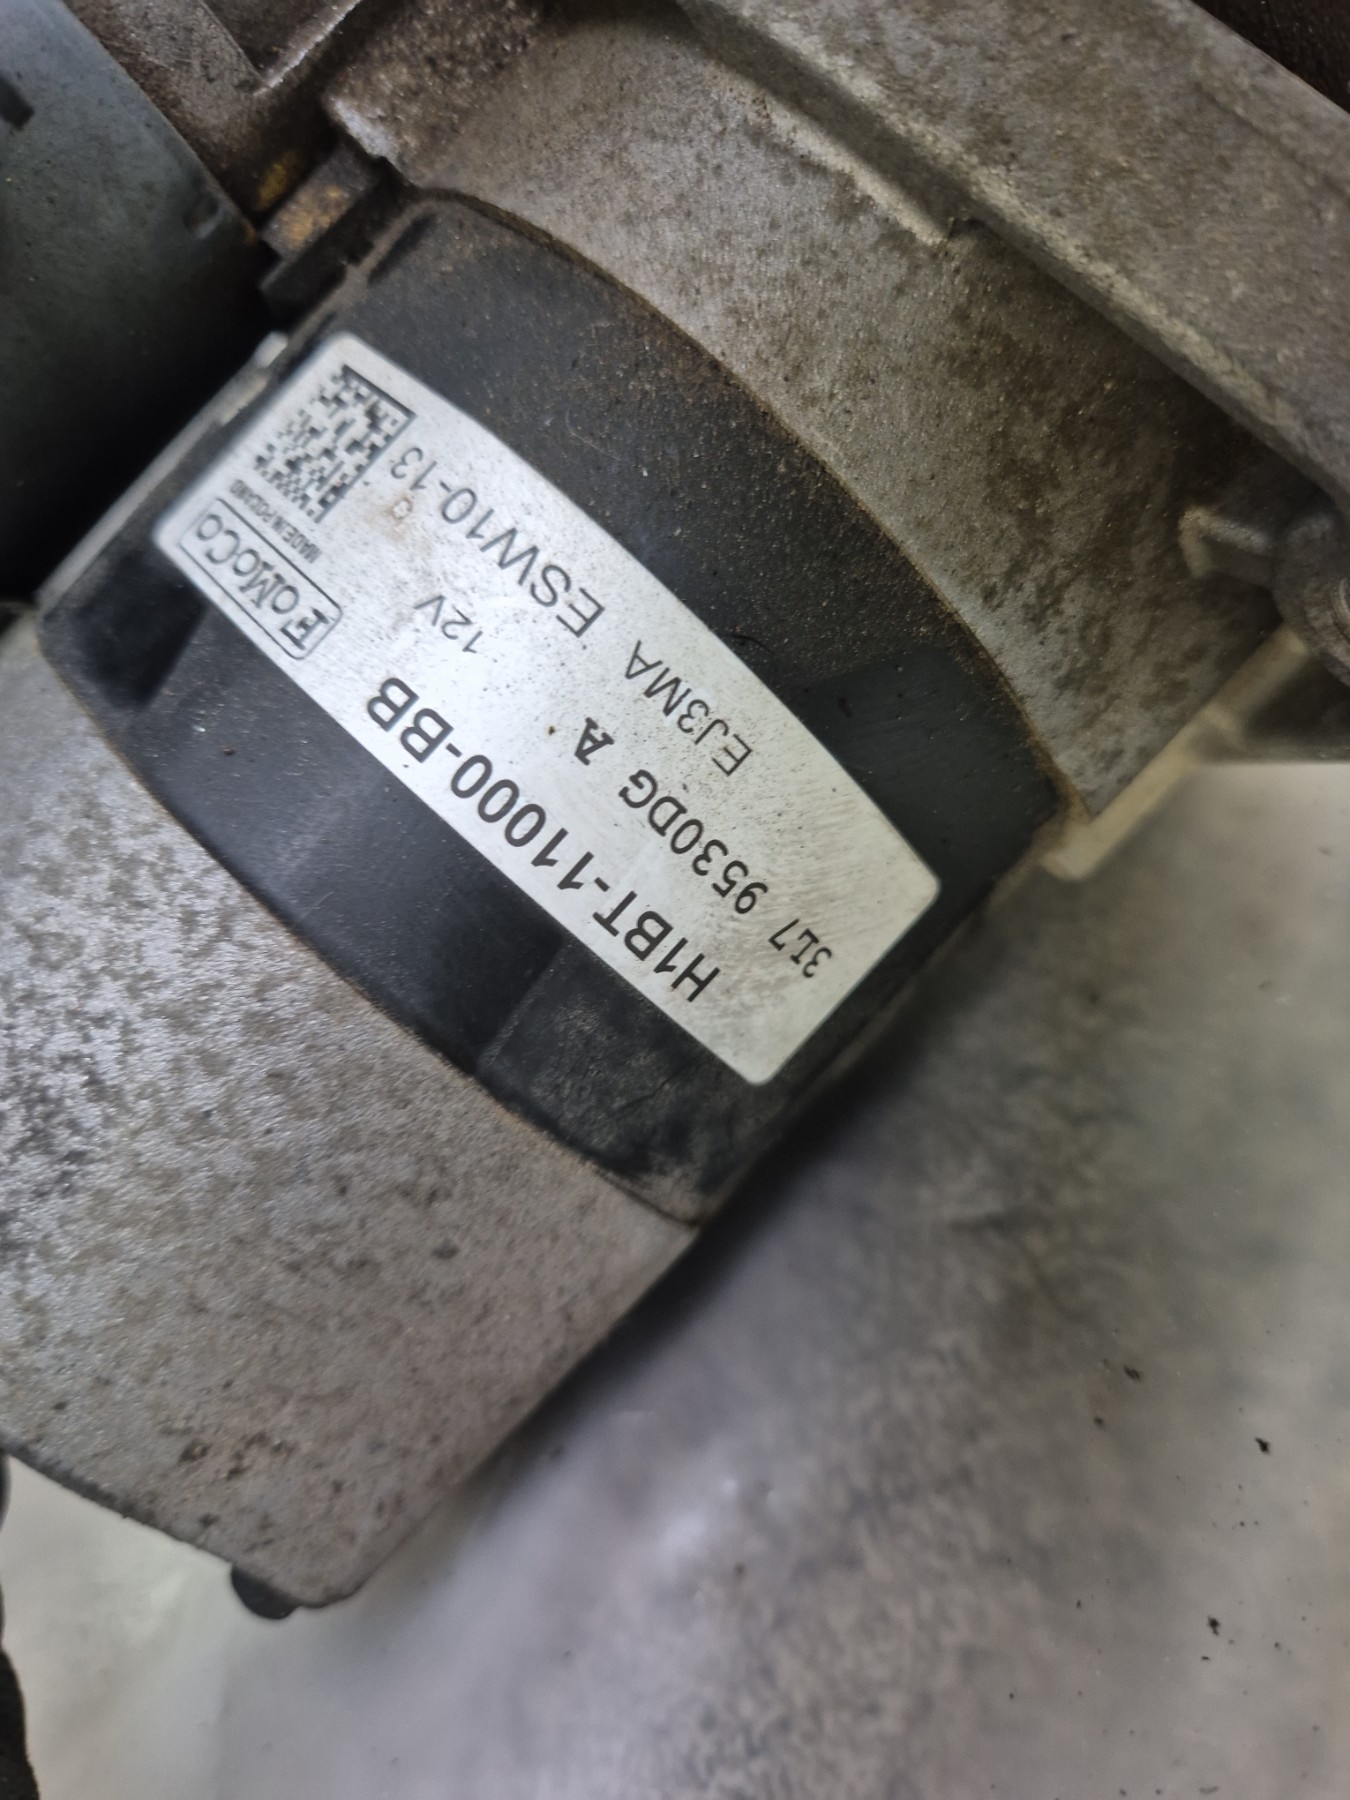 H1BT-11000-BB
FoMoCo
3L7 9530DG A 12V
MADE IN POLAND
EJ3MA ESW10-13